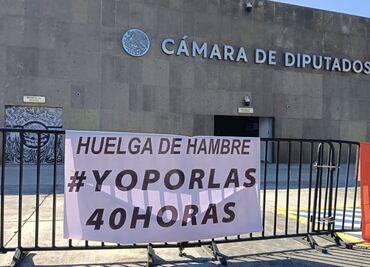 CÁMARA DE DIPUTADOS
HUELGA DE HAMBRE
#YOPORLAS
40HORAS